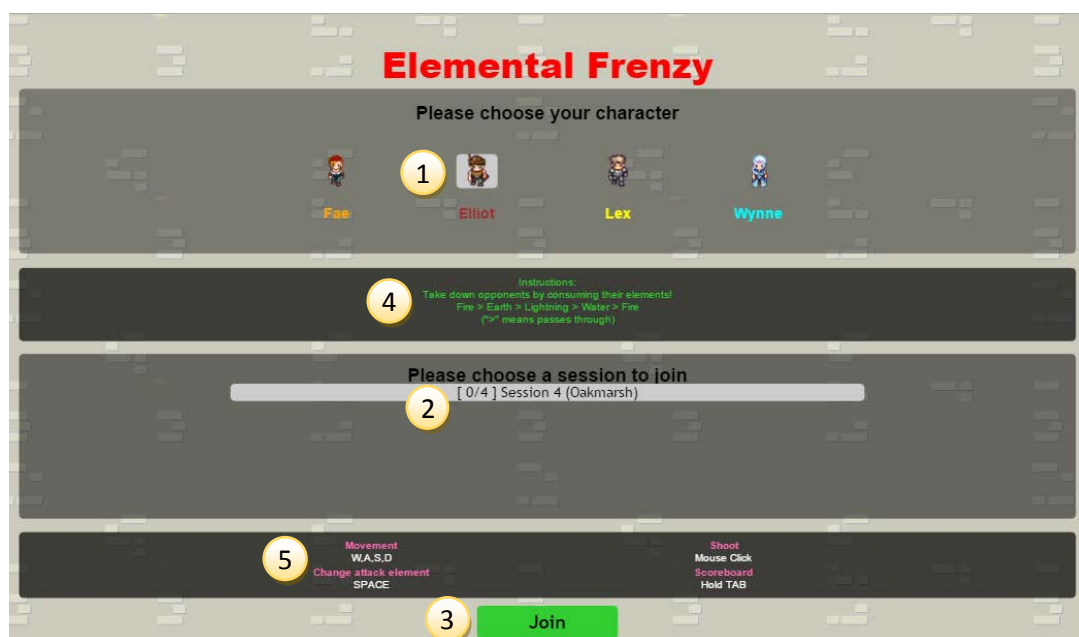 Elemental Frenzy
Please choose your character
1
Fae
Elliot
Lex
Wynne
4
Instructions:
Take down opponents by consuming their elements!
Fire > Earth > Lightning > Water > Fire
(">" means passes through)
Please choose a session to join
[ 0/4 ] Session 4 (Oakmarsh)
2
5
Movement
W,A,S,D
Change attack element
SPACE
Shoot
Mouse Click
Scoreboard
Hold TAB
3
Join